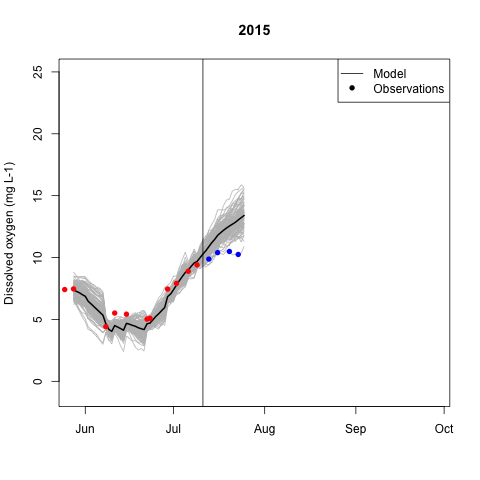 2015
Dissolved oxygen (mg L-1)
25
20
15
10
5
0
Model
Observations
Jun
Jul
Aug
Sep
Oct